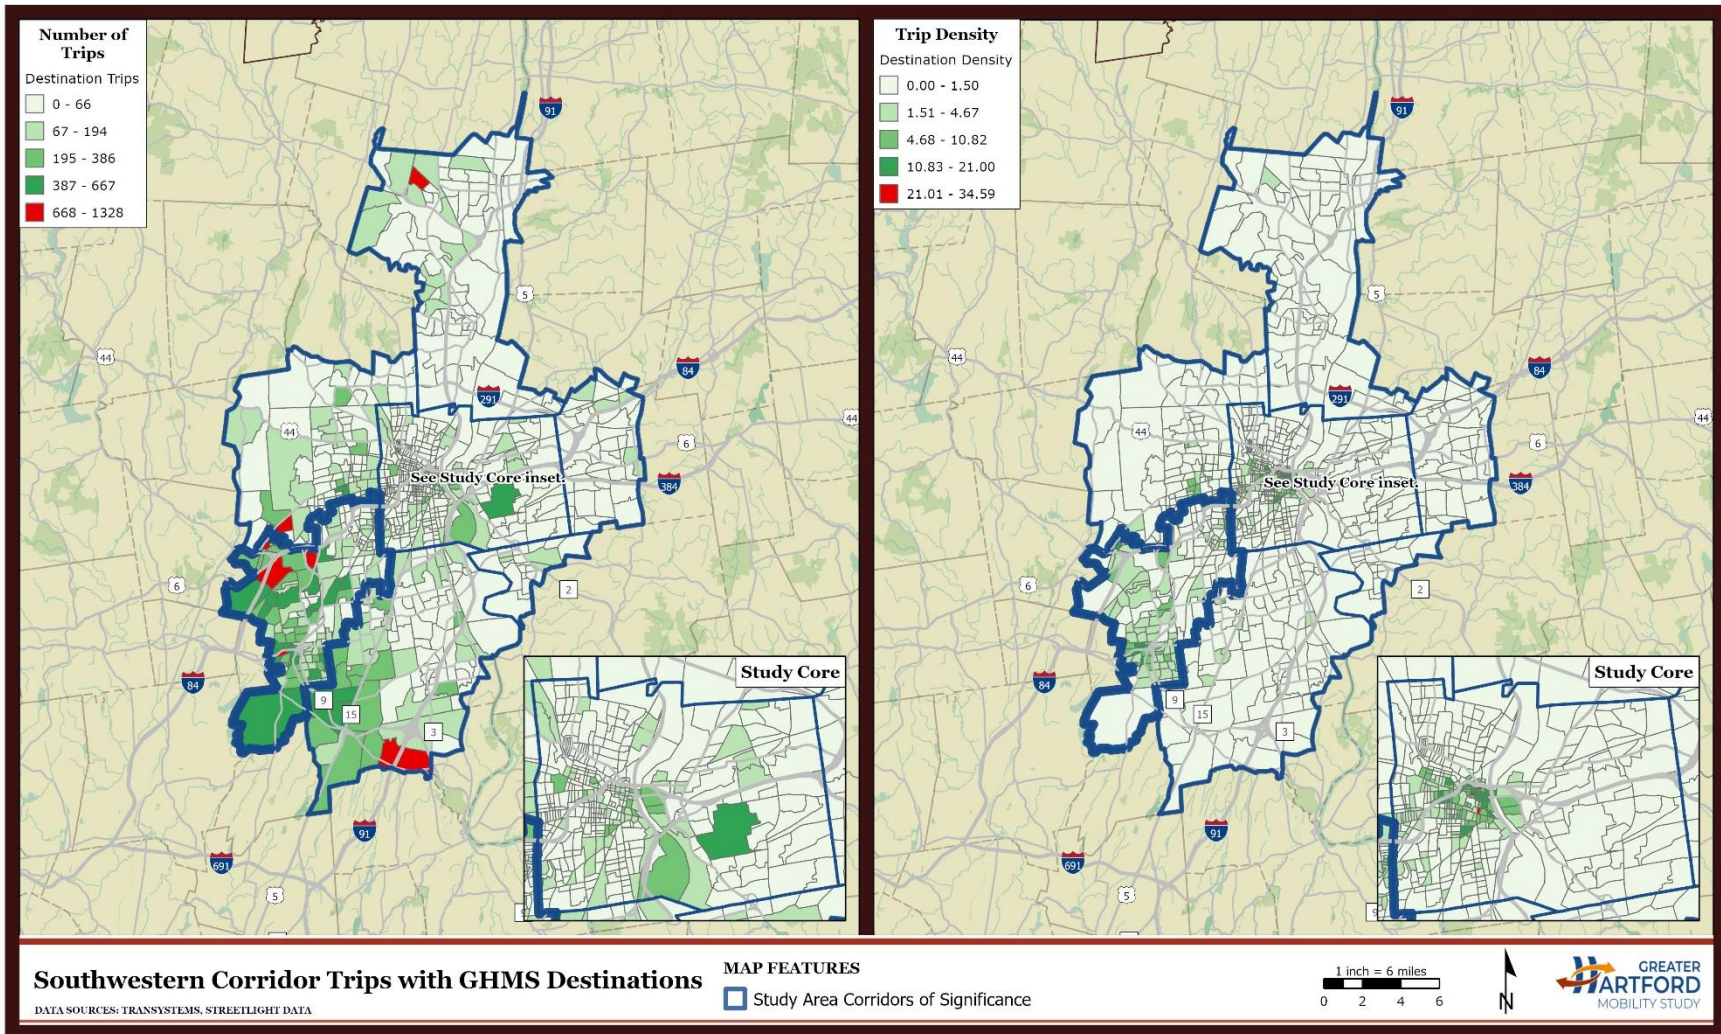 Number of
Trips
Destination Trips
0 - 66
67 - 194
195 - 386
387 - 667
668 - 1328
91
5
44
84
291
44
44
6
See Study Core inset.
384
6
2
84
9
15
3
91
691
5
Study Core
Trip Density
Destination Density
0.00 - 1.50
1.51 - 4.67
4.68 - 10.82
10.83 - 21.00
21.01 - 34.59
91
5
44
84
291
44
44
6
See Study Core inset.
384
6
2
84
9
15
3
91
691
5
9
Study Core
Southwestern Corridor Trips with GHMS Destinations
DATA SOURCES: TRANSYSTEMS, STREETLIGHT DATA
MAP FEATURES
Study Area Corridors of Significance
1 inch = 6 miles
0 2 4 6
N
GREATER
HARTFORD
MOBILITY STUDY